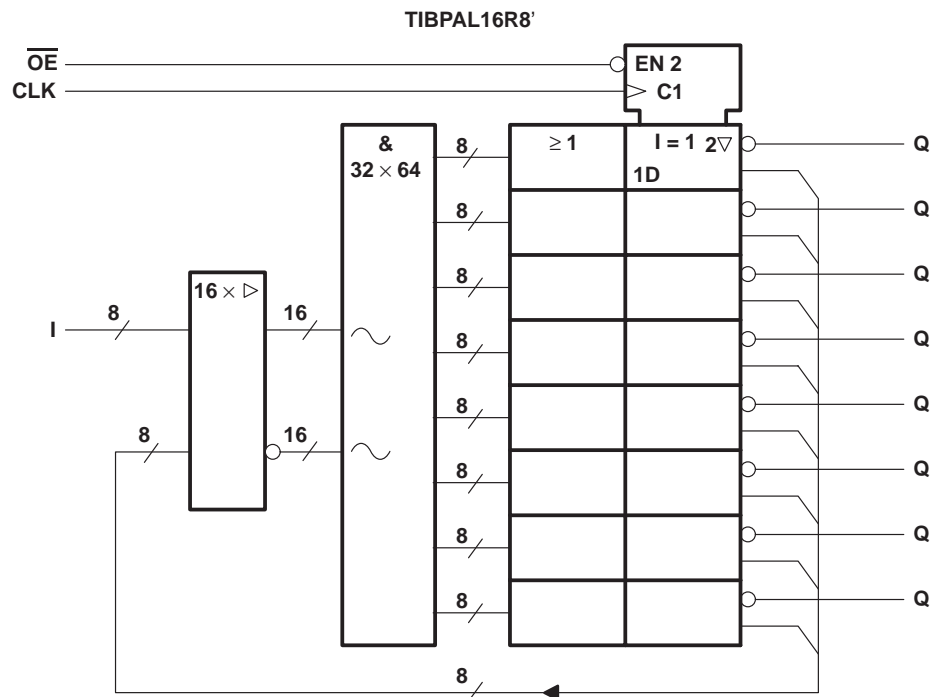 TIBPAL16R8'
OE
EN 2
CLK
C1
&
32 × 64
8
≥ 1
I = 1 2▽
1D
Q
8
Q
8
Q
16 × ▷
I
8
16
8
Q
8
16
8
Q
8
Q
8
Q
8
Q
8